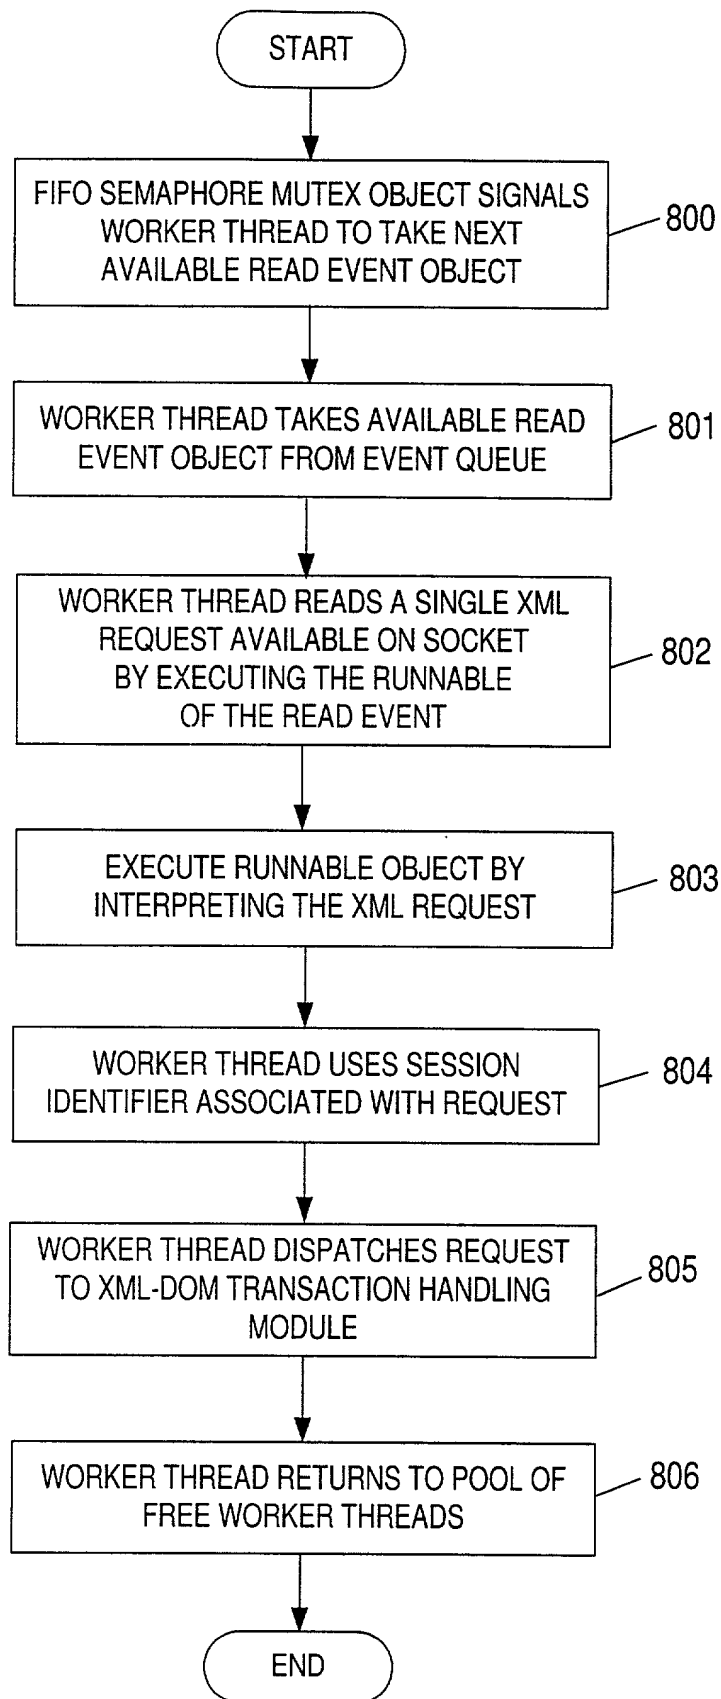 START
FIFO SEMAPHORE MUTEX OBJECT SIGNALS
WORKER THREAD TO TAKE NEXT
AVAILABLE READ EVENT OBJECT
800
WORKER THREAD TAKES AVAILABLE READ
EVENT OBJECT FROM EVENT QUEUE
801
WORKER THREAD READS A SINGLE XML
REQUEST AVAILABLE ON SOCKET
BY EXECUTING THE RUNNABLE
OF THE READ EVENT
802
EXECUTE RUNNABLE OBJECT BY
INTERPRETING THE XML REQUEST
803
WORKER THREAD USES SESSION
IDENTIFIER ASSOCIATED WITH REQUEST
804
WORKER THREAD DISPATCHES REQUEST
TO XML-DOM TRANSACTION HANDLING
MODULE
805
WORKER THREAD RETURNS TO POOL OF
FREE WORKER THREADS
806
END